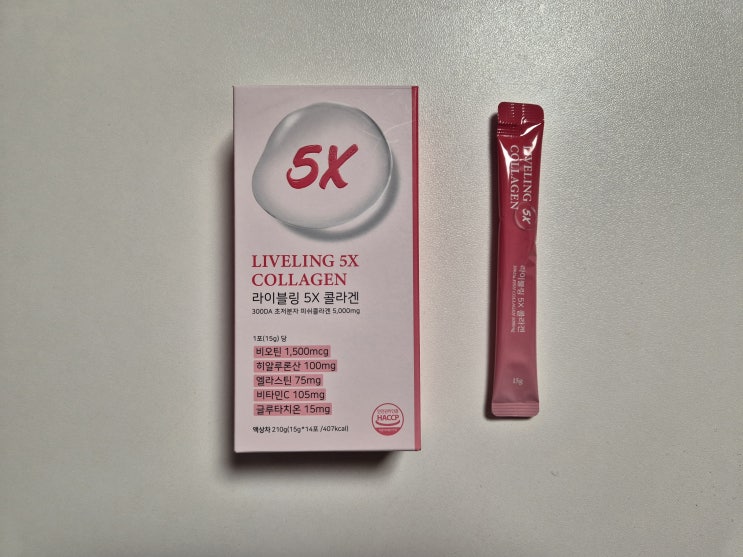 5X
LIVELING 5X
COLLAGEN
라이블링 5X 콜라겐
300DA 초저분자 피쉬콜라겐 5,000mg
1포(15g) 당
비오틴 1,500mcg
히알루론산 100mg
엘라스틴 75mg
비타민C 105mg
글루타치온 15mg
액상차 210g(15g*14포 /407kcal)
HACCP
LIVELING
COLLAGEN
5X
라이블링 5X 콜라겐
15g